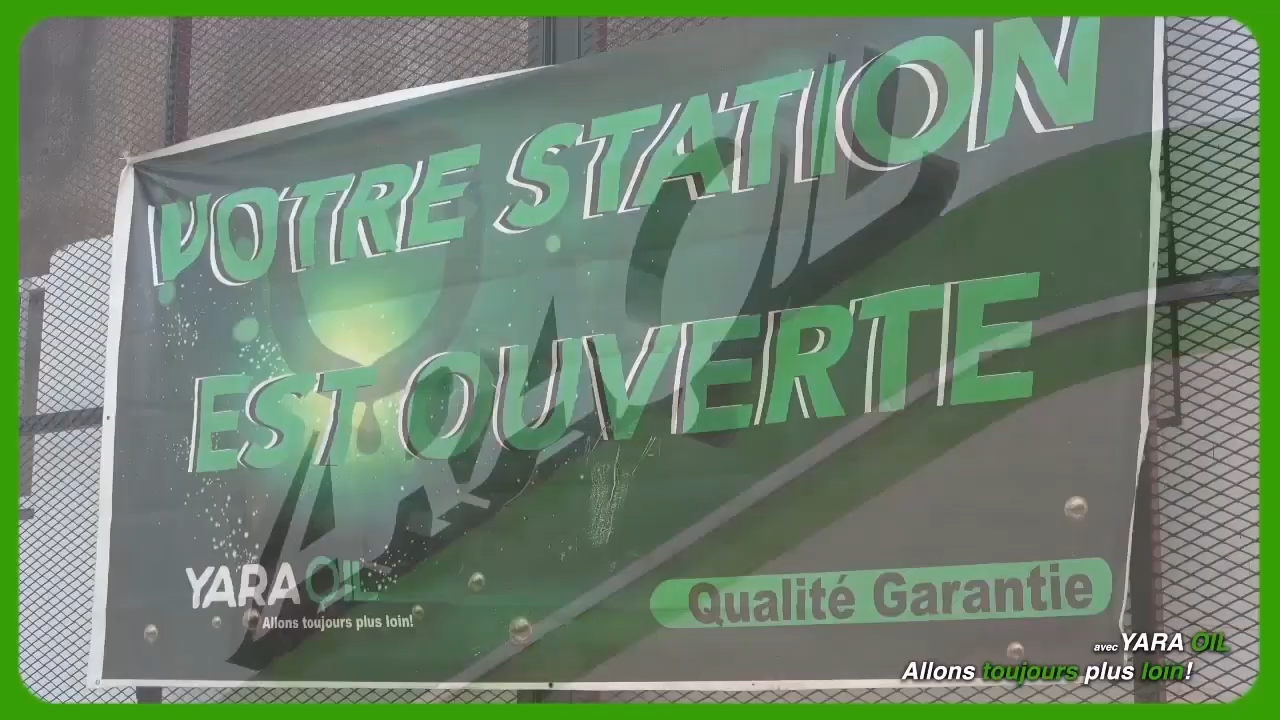 VOTRE STATION
EST OUVERTE
YARA OIL
Allons toujours plus loin!
Qualité Garantie
avec YARA OIL
Allons toujours plus loin!